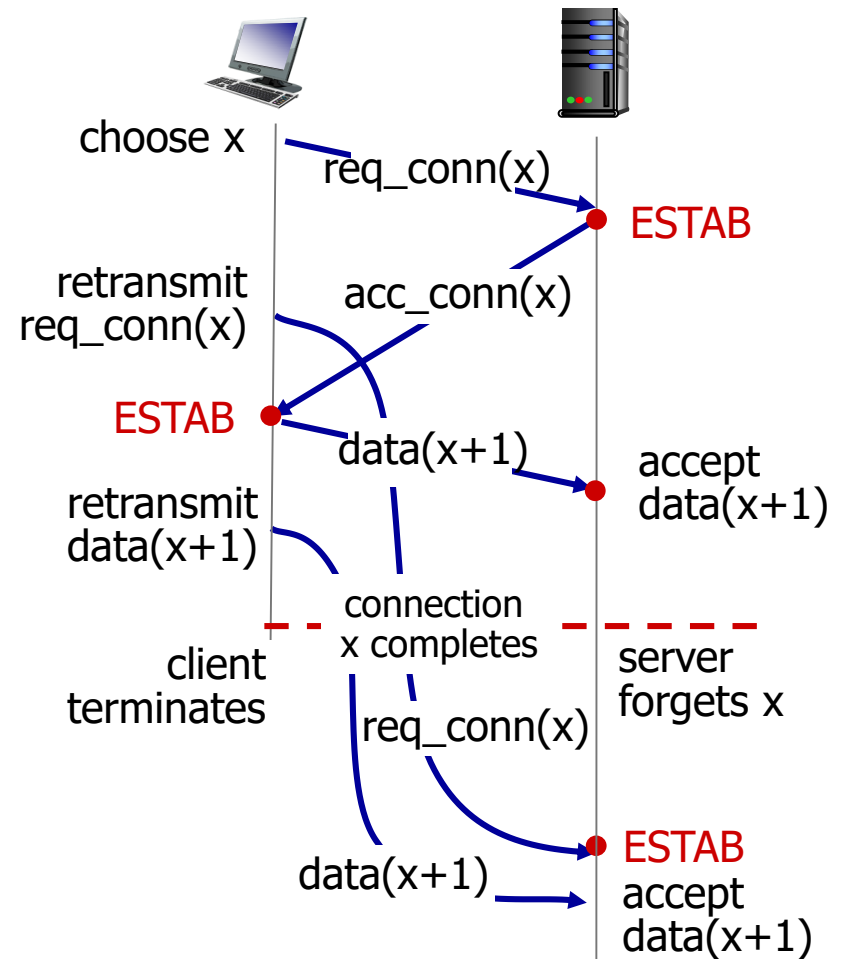 choose x
req_conn(x)
ESTAB
retransmit
req_conn(x)
acc_conn(x)
ESTAB
data(x+1)
accept
data(x+1)
retransmit
data(x+1)
connection
x completes
client
terminates
server
forgets x
req_conn(x)
ESTAB
data(x+1)
accept
data(x+1)